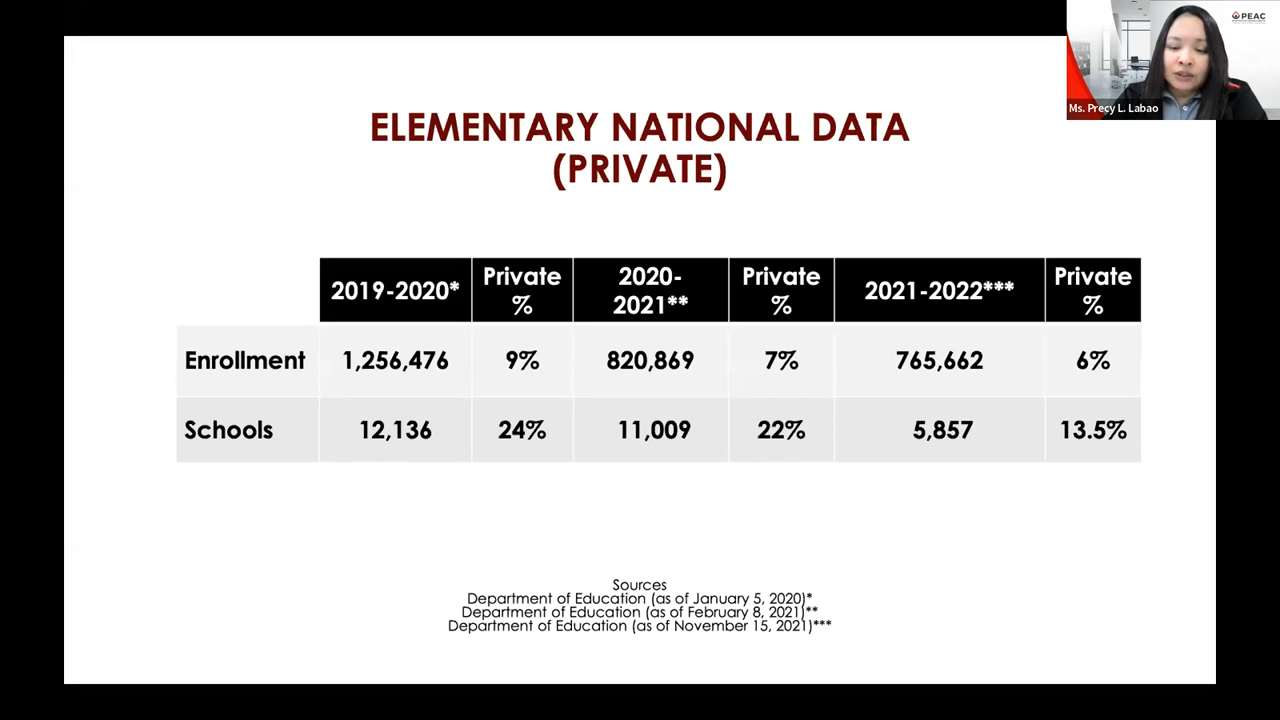 PEAC
Ms. Precy L. Labao
ELEMENTARY NATIONAL DATA
(PRIVATE)
2019-2020* Private % 2020-2021** Private % 2021-2022*** Private %
Enrollment 1,256,476 9% 820,869 7% 765,662 6%
Schools 12,136 24% 11,009 22% 5,857 13.5%
Sources
Department of Education (as of January 5, 2020)*
Department of Education (as of February 8, 2021)**
Department of Education (as of November 15, 2021)***